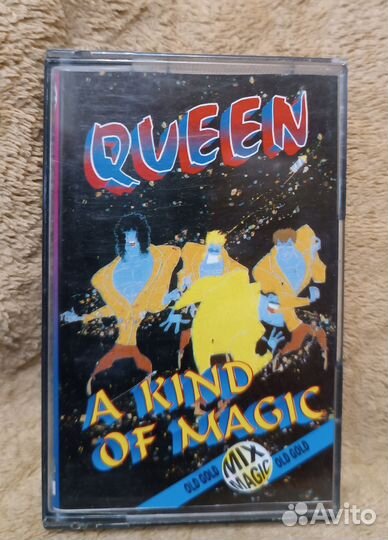 QUEEN
A KIND
OF MAGIC
OLD GOLD MIX MAGIC OLD GOLD
Avito